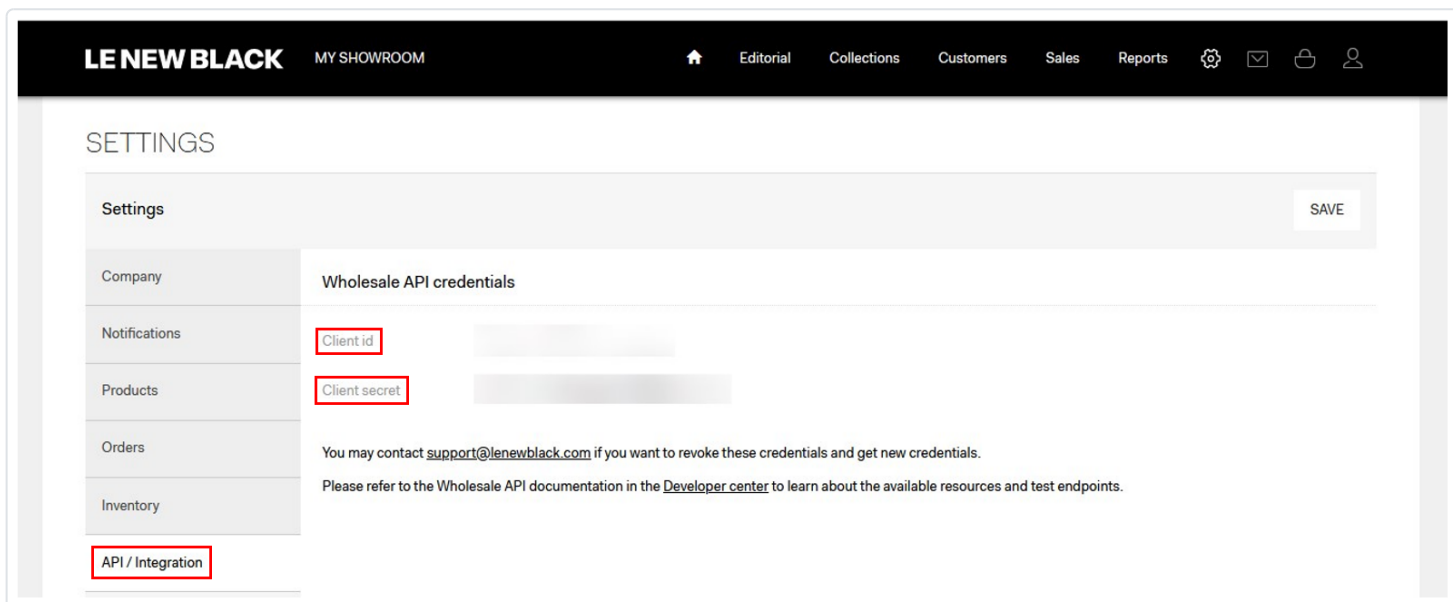 LE NEW BLACK MY SHOWROOM Editorial Collections Customers Sales Reports
SETTINGS
Settings SAVE
Company
Wholesale API credentials
Notifications
Client id
Products
Client secret
Orders
You may contact support@lenewblack.com if you want to revoke these credentials and get new credentials.
Please refer to the Wholesale API documentation in the Developer center to learn about the available resources and test endpoints.
Inventory
API / Integration